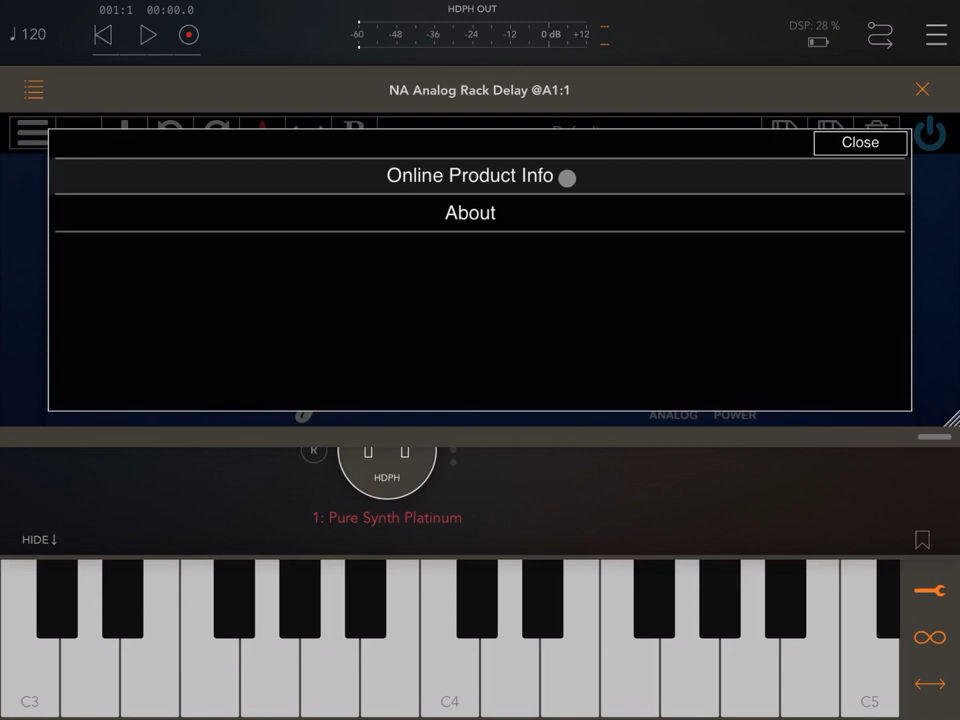 001:1 00:00.0
HDPH OUT
♩ 120
-60 -48 -36 -24 -12 0 dB +12
DSP: 28 %
NA Analog Rack Delay @A1:1
Close
Online Product Info
About
ANALOG POWER
R
HDPH
1: Pure Synth Platinum
HIDE↓
C3 C4 C5